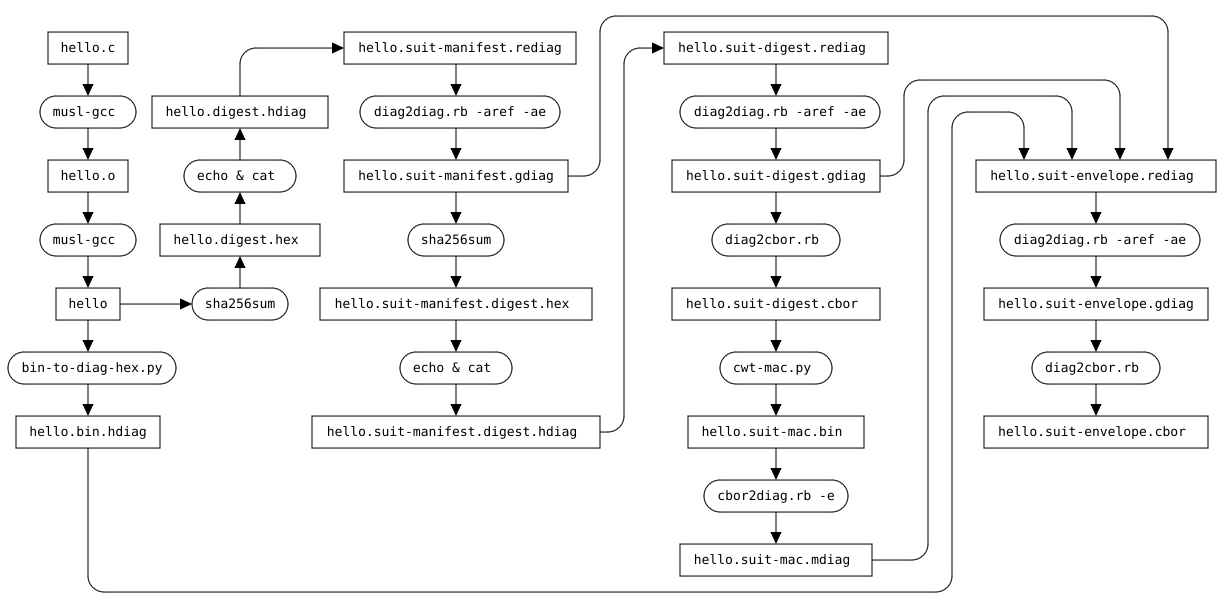 hello.c
musl-gcc
hello.o
musl-gcc
hello
bin-to-diag-hex.py
hello.bin.hdiag
hello.digest.hdiag
echo & cat
hello.digest.hex
sha256sum
hello.suit-manifest.rediag
diag2diag.rb -aref -ae
hello.suit-manifest.gdiag
sha256sum
hello.suit-manifest.digest.hex
echo & cat
hello.suit-manifest.digest.hdiag
hello.suit-digest.rediag
diag2diag.rb -aref -ae
hello.suit-digest.gdiag
diag2cbor.rb
hello.suit-digest.cbor
cwt-mac.py
hello.suit-mac.bin
cbor2diag.rb -e
hello.suit-mac.mdiag
hello.suit-envelope.rediag
diag2diag.rb -aref -ae
hello.suit-envelope.gdiag
diag2cbor.rb
hello.suit-envelope.cbor